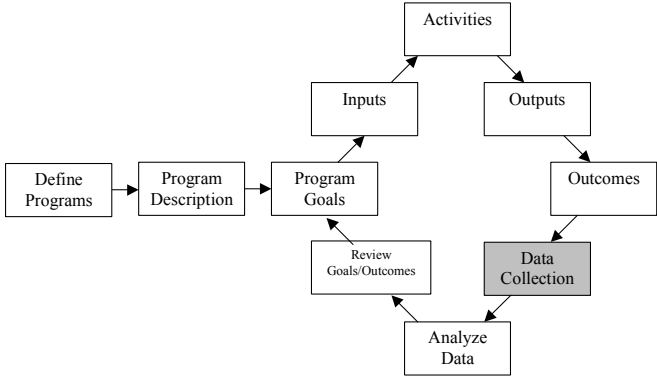 Activities
Inputs
Outputs
Define
Programs
Program
Description
Program
Goals
Outcomes
Review
Goals/Outcomes
Data
Collection
Analyze
Data